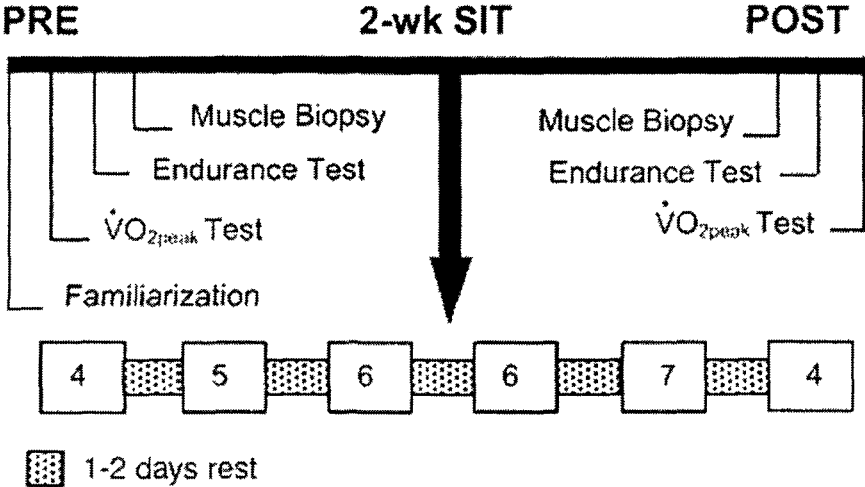 PRE 2-wk SIT POST
Muscle Biopsy Muscle Biopsy
Endurance Test Endurance Test
V̇O2peak Test V̇O2peak Test
Familiarization
4 5 6 6 7 4
1-2 days rest